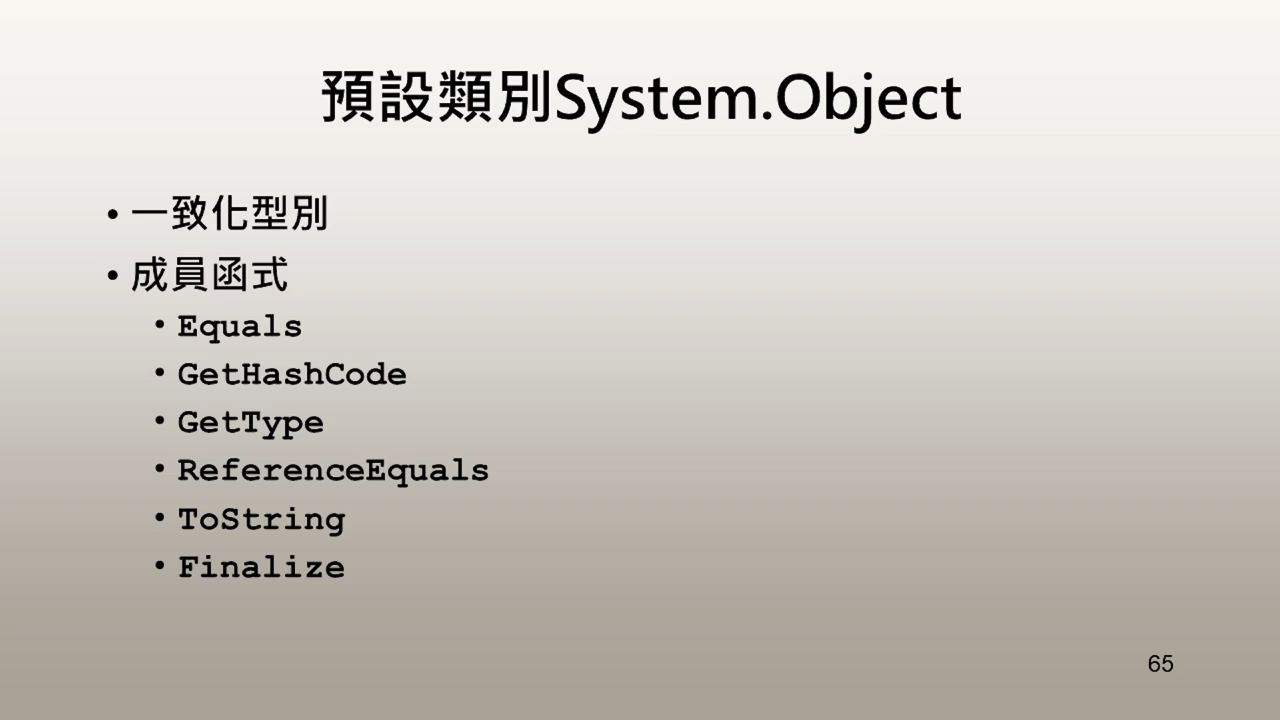 預設類別System.Object
• 一致化型別
• 成員函式
• Equals
• GetHashCode
• GetType
• ReferenceEquals
• ToString
• Finalize
65